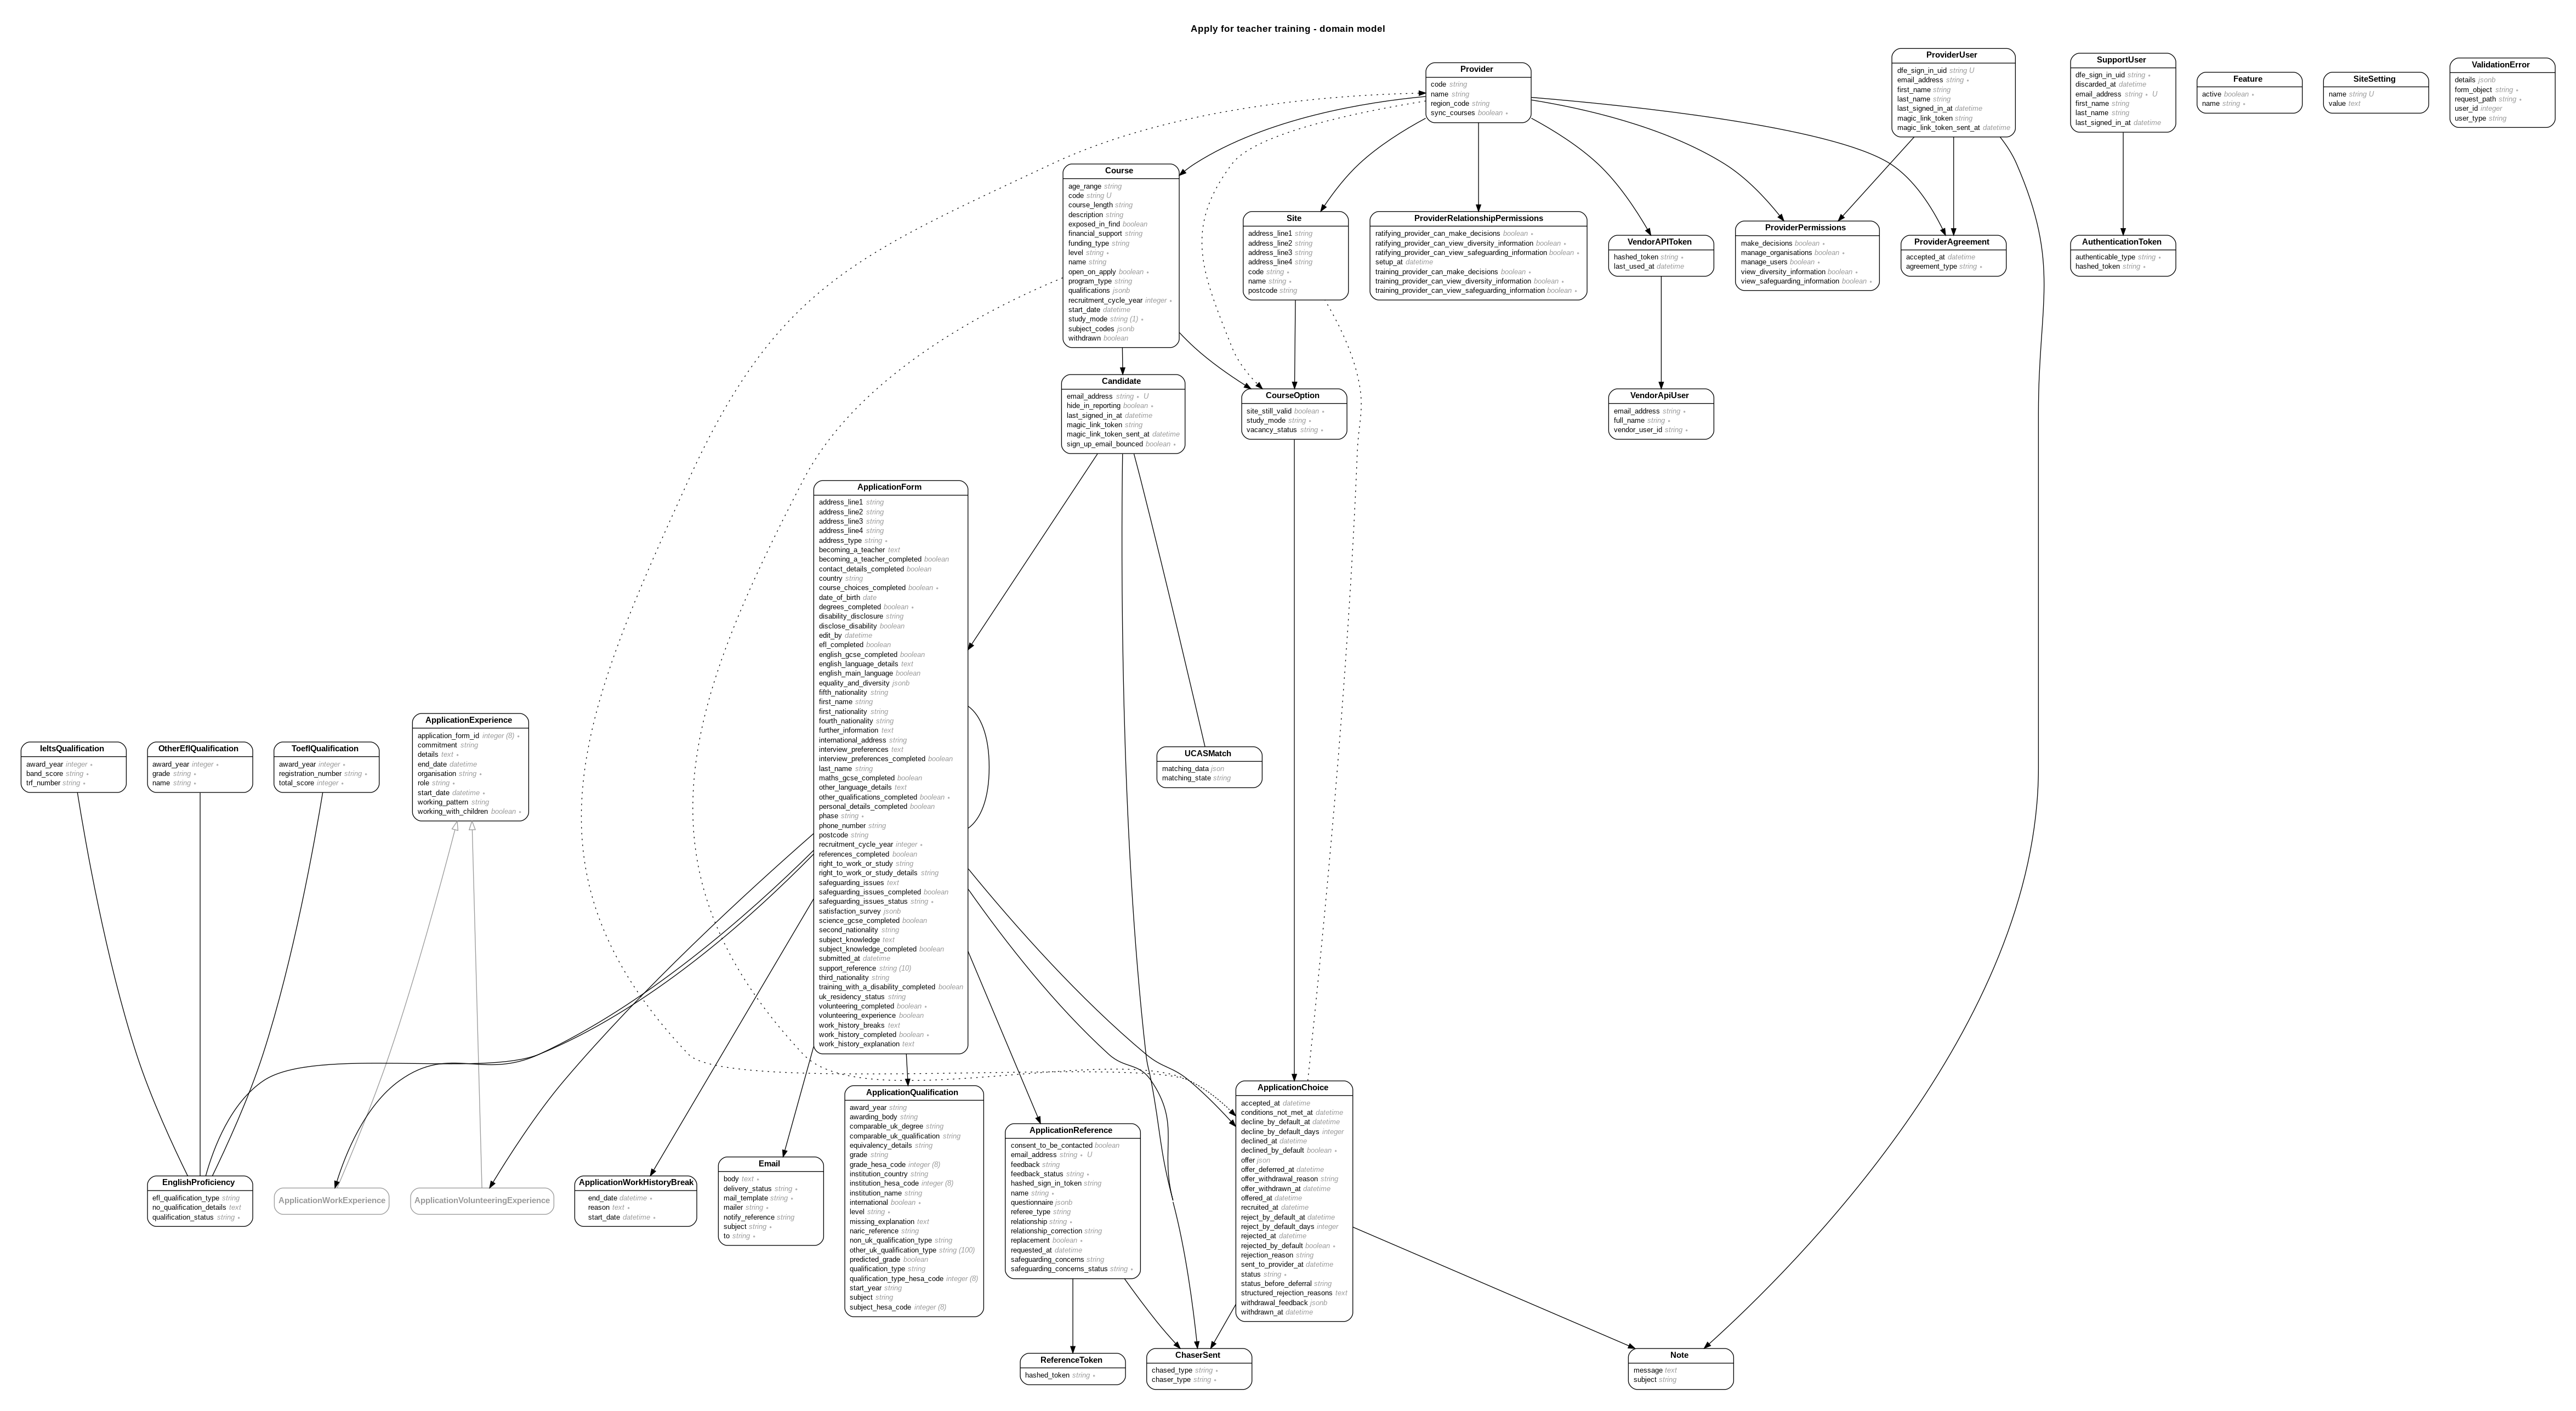 Apply for teacher training - domain model
Provider
code string
name string
region_code string
sync_courses boolean *
ProviderUser
dfe_sign_in_uid string U
email_address string *
first_name string
last_name string
last_signed_in_at datetime
magic_link_token string
magic_link_token_sent_at datetime
SupportUser
dfe_sign_in_uid string *
discarded_at datetime
email_address string * U
first_name string
last_name string
last_signed_in_at datetime
Feature
active boolean *
name string *
SiteSetting
name string U
value text
ValidationError
details jsonb
form_object string *
request_path string *
user_id integer
user_type string
Course
age_range string
code string U
course_length string
description string
exposed_in_find boolean
financial_support string
funding_type string
level string *
name string
open_on_apply boolean *
program_type string
qualifications jsonb
recruitment_cycle_year integer *
start_date datetime
study_mode string (1) *
subject_codes jsonb
withdrawn boolean
Site
address_line1 string
address_line2 string
address_line3 string
address_line4 string
code string *
name string *
postcode string
ProviderRelationshipPermissions
ratifying_provider_can_make_decisions boolean *
ratifying_provider_can_view_diversity_information boolean *
ratifying_provider_can_view_safeguarding_information boolean *
setup_at datetime
training_provider_can_make_decisions boolean *
training_provider_can_view_diversity_information boolean *
training_provider_can_view_safeguarding_information boolean *
VendorAPIToken
hashed_token string *
last_used_at datetime
ProviderPermissions
make_decisions boolean *
manage_organisations boolean *
manage_users boolean *
view_diversity_information boolean *
view_safeguarding_information boolean *
ProviderAgreement
accepted_at datetime
agreement_type string *
AuthenticationToken
authenticable_type string *
hashed_token string *
Candidate
email_address string * U
hide_in_reporting boolean *
last_signed_in_at datetime
magic_link_token string
magic_link_token_sent_at datetime
sign_up_email_bounced boolean *
CourseOption
site_still_valid boolean *
study_mode string *
vacancy_status string *
VendorApiUser
email_address string *
full_name string *
vendor_user_id string *
ApplicationForm
address_line1 string
address_line2 string
address_line3 string
address_line4 string
address_type string *
becoming_a_teacher text
becoming_a_teacher_completed boolean
contact_details_completed boolean
country string
course_choices_completed boolean *
date_of_birth date
degrees_completed boolean *
disability_disclosure string
disclose_disability boolean
edit_by datetime
efl_completed boolean
english_gcse_completed boolean
english_language_details text
english_main_language boolean
equality_and_diversity jsonb
fifth_nationality string
first_name string
first_nationality string
fourth_nationality string
further_information text
international_address string
interview_preferences text
interview_preferences_completed boolean
last_name string
maths_gcse_completed boolean
other_language_details text
other_qualifications_completed boolean *
personal_details_completed boolean
phase string *
phone_number string
postcode string
recruitment_cycle_year integer *
references_completed boolean
right_to_work_or_study string
right_to_work_or_study_details string
safeguarding_issues text
safeguarding_issues_completed boolean
safeguarding_issues_status string *
satisfaction_survey jsonb
science_gcse_completed boolean
second_nationality string
subject_knowledge text
subject_knowledge_completed boolean
submitted_at datetime
support_reference string (10)
third_nationality string
training_with_a_disability_completed boolean
uk_residency_status string
volunteering_completed boolean *
volunteering_experience boolean
work_history_breaks text
work_history_completed boolean *
work_history_explanation text
IeltsQualification
award_year integer *
band_score string *
trf_number string *
OtherEflQualification
award_year integer *
grade string *
name string *
ToeflQualification
award_year integer *
registration_number string *
total_score integer *
ApplicationExperience
application_form_id integer (8) *
commitment string
details text *
end_date datetime
organisation string *
role string *
start_date datetime *
working_pattern string
working_with_children boolean *
UCASMatch
matching_data json
matching_state string
EnglishProficiency
efl_qualification_type string
no_qualification_details text
qualification_status string *
ApplicationWorkExperience
ApplicationVolunteeringExperience
ApplicationWorkHistoryBreak
end_date datetime *
reason text *
start_date datetime *
Email
body text *
delivery_status string *
mail_template string *
mailer string *
notify_reference string
subject string *
to string *
ApplicationQualification
award_year string
awarding_body string
comparable_uk_degree string
comparable_uk_qualification string
equivalency_details string
grade string
grade_hesa_code integer (8)
institution_country string
institution_hesa_code integer (8)
institution_name string
international boolean *
level string *
missing_explanation text
naric_reference string
non_uk_qualification_type string
other_uk_qualification_type string (100)
predicted_grade boolean
qualification_type string
qualification_type_hesa_code integer (8)
start_year string
subject string
subject_hesa_code integer (8)
ApplicationReference
consent_to_be_contacted boolean
email_address string * U
feedback string
feedback_status string *
hashed_sign_in_token string
name string *
questionnaire jsonb
referee_type string
relationship string *
relationship_correction string
replacement boolean *
requested_at datetime
safeguarding_concerns string
safeguarding_concerns_status string *
ApplicationChoice
accepted_at datetime
conditions_not_met_at datetime
decline_by_default_at datetime
decline_by_default_days integer
declined_at datetime
declined_by_default boolean *
offer json
offer_deferred_at datetime
offer_withdrawal_reason string
offer_withdrawn_at datetime
offered_at datetime
recruited_at datetime
reject_by_default_at datetime
reject_by_default_days integer
rejected_at datetime
rejected_by_default boolean *
rejection_reason string
sent_to_provider_at datetime
status string *
status_before_deferral string
structured_rejection_reasons text
withdrawal_feedback jsonb
withdrawn_at datetime
ReferenceToken
hashed_token string *
ChaserSent
chased_type string *
chaser_type string *
Note
message text
subject string